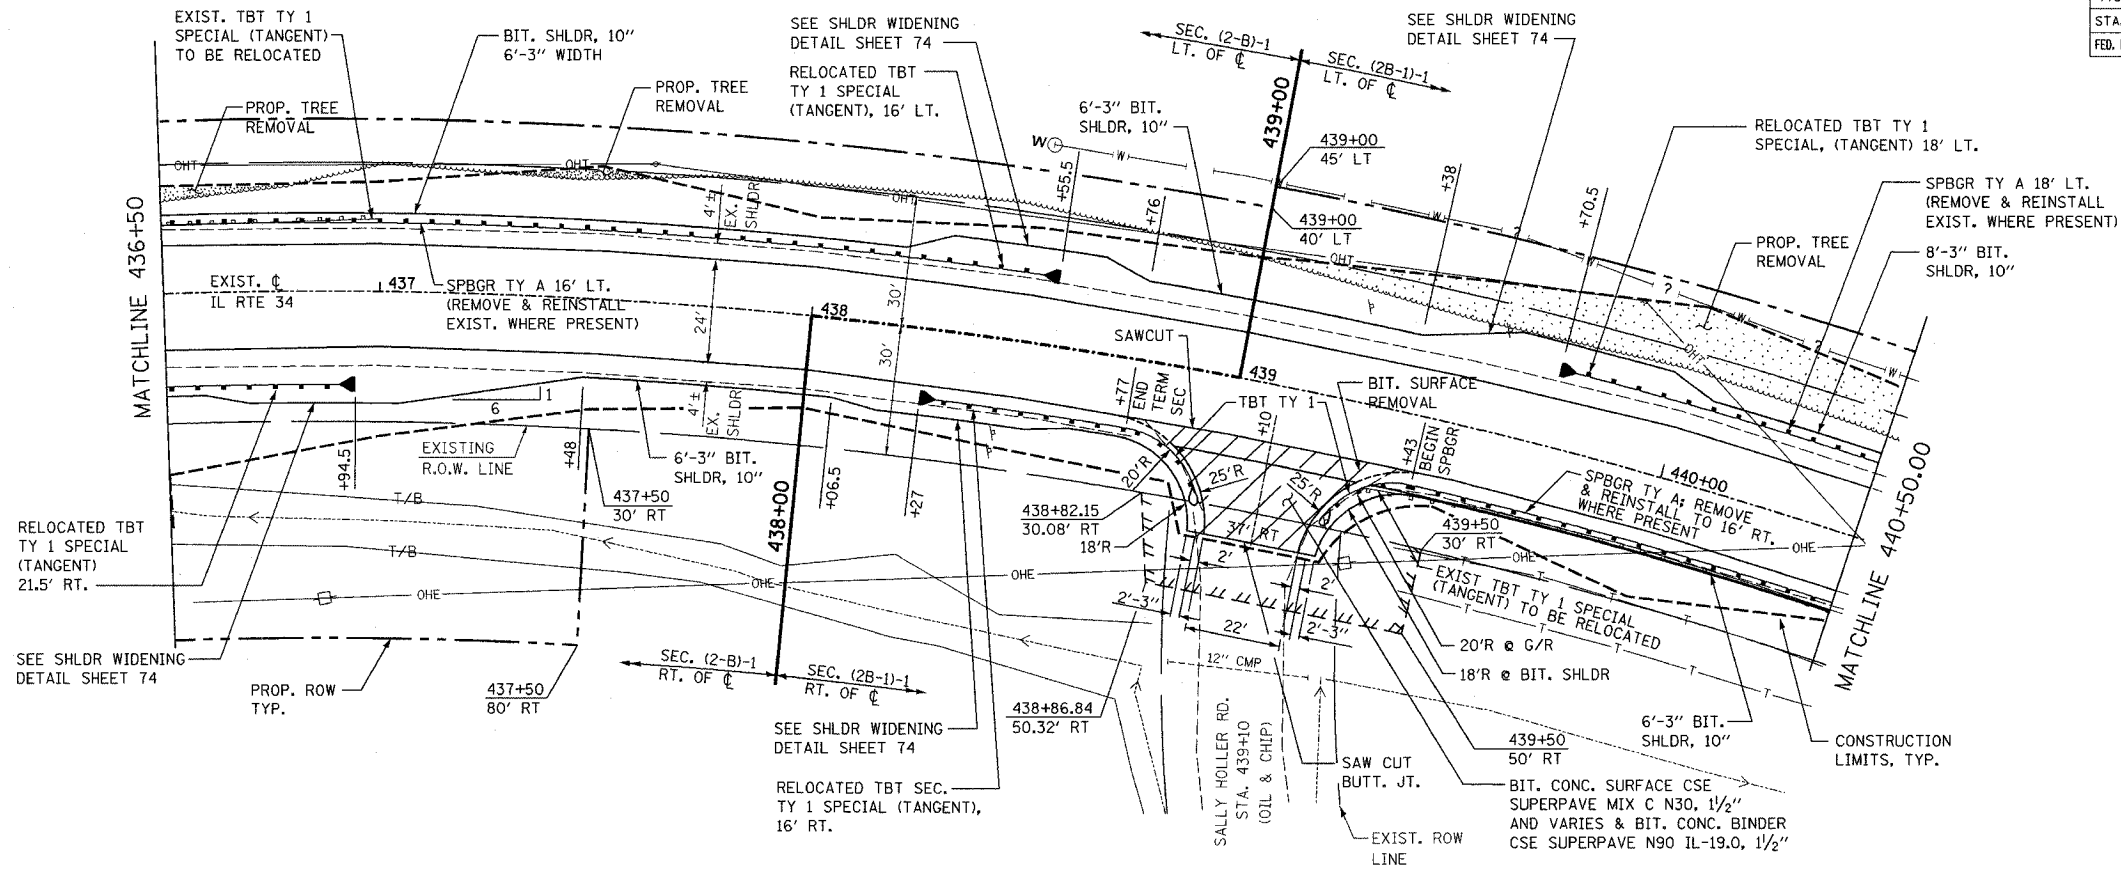 EXIST. TBT TY 1
SPECIAL (TANGENT)
TO BE RELOCATED
BIT. SHLDR, 10"
6'-3" WIDTH
SEE SHLDR WIDENING
DETAIL SHEET 74
SEC. (2-B)-1
LT. OF ℄
SEC. (2B-1)-1
LT. OF ℄
SEE SHLDR WIDENING
DETAIL SHEET 74
STA.
FED.
PROP. TREE
REMOVAL
PROP. TREE
REMOVAL
RELOCATED TBT
TY 1 SPECIAL
(TANGENT), 16' LT.
6'-3" BIT.
SHLDR, 10"
439+00
439+00
45' LT
439+00
40' LT
RELOCATED TBT TY 1
SPECIAL, (TANGENT) 18' LT.
SPBGR TY A 18' LT.
(REMOVE & REINSTALL
EXIST. WHERE PRESENT)
8'-3" BIT.
SHLDR, 10"
PROP. TREE
REMOVAL
W
W
W
W
?
W
?
W
?
W
OHT
OHT
OHT
OHT
OHT
+55.5
+76
+38
+70.5
4'±
EX.
SHLDR
MATCHLINE 436+50
EXIST. ℄
IL RTE 34
437
SPBGR TY A 16' LT.
(REMOVE & REINSTALL
EXIST. WHERE PRESENT)
24'
30'
30'
438
439
440+00
SAWCUT
BIT. SURFACE
REMOVAL
TBT TY 1
+77
END
TERM
SEC
+10
+43
BEGIN
SPBGR
6
1
4'±
EX.
SHLDR
EXISTING
R.O.W. LINE
+94.5
+48
6'-3" BIT.
SHLDR, 10"
437+50
30' RT
438+00
+06.5
+27
20'R
25'R
25'R
438+82.15
30.08' RT
18'R
37' RT
SPBGR TY A; REMOVE
& REINSTALL TO 16' RT.
WHERE PRESENT
439+50
30' RT
OHE
OHE
OHE
OHE
OHE
T/B
T/B
RELOCATED TBT
TY 1 SPECIAL
(TANGENT)
21.5' RT.
2'
2'
2'-3"
22'
2'-3"
EXIST TBT TY 1 SPECIAL
(TANGENT) TO BE RELOCATED
T
T
T
T
T
T
T
20'R @ G/R
18'R @ BIT. SHLDR
MATCHLINE 440+50.00
SEE SHLDR WIDENING
DETAIL SHEET 74
PROP. ROW
TYP.
437+50
80' RT
SEC. (2-B)-1
RT. OF ℄
SEC. (2B-1)-1
RT. OF ℄
12" CMP
438+86.84
50.32' RT
SEE SHLDR WIDENING
DETAIL SHEET 74
RELOCATED TBT SEC.
TY 1 SPECIAL (TANGENT),
16' RT.
SALLY HOLLER RD.
STA. 439+10
(OIL & CHIP)
SAW CUT
BUTT. JT.
EXIST. ROW
LINE
439+50
50' RT
6'-3" BIT.
SHLDR, 10"
CONSTRUCTION
LIMITS, TYP.
BIT. CONC. SURFACE CSE
SUPERPAVE MIX C N30, 1½"
AND VARIES & BIT. CONC. BINDER
CSE SUPERPAVE N90 IL-19.0, 1½"